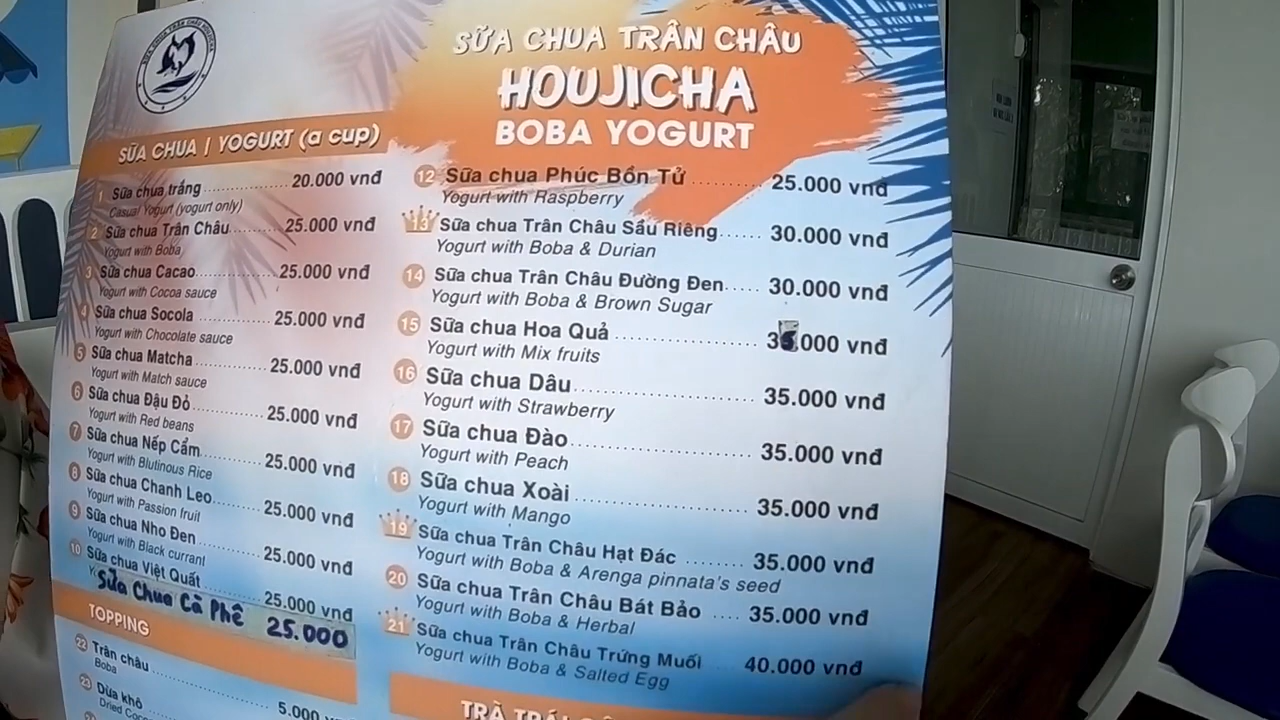 SỮA CHUA TRÂN CHÂU
HOUJICHA
BOBA YOGURT
SỮA CHUA | YOGURT (a cup)
1 Sữa chua trắng 20.000 vnđ
Casual Yogurt (yogurt only)
2 Sữa chua Trân Châu 25.000 vnđ
Yogurt with Boba
3 Sữa chua Cacao 25.000 vnđ
Yogurt with Cocoa sauce
4 Sữa chua Socola 25.000 vnđ
Yogurt with Chocolate sauce
5 Sữa chua Matcha 25.000 vnđ
Yogurt with Match sauce
6 Sữa chua Đậu Đỏ 25.000 vnđ
Yogurt with Red beans
7 Sữa chua Nếp Cẩm 25.000 vnđ
Yogurt with Blutinous Rice
8 Sữa chua Chanh Leo 25.000 vnđ
Yogurt with Passion fruit
9 Sữa chua Nho Đen 25.000 vnđ
Yogurt with Black currant
10 Sữa chua Việt Quất 25.000 vnđ
Sữa Chua Cà Phê 25.000
TOPPING
22 Trân châu 5.000
Boba
23 Dừa khô
Dried
12 Sữa chua Phúc Bồn Tử 25.000 vnđ
Yogurt with Raspberry
13 Sữa chua Trân Châu Sầu Riêng 30.000 vnđ
Yogurt with Boba & Durian
14 Sữa chua Trân Châu Đường Đen 30.000 vnđ
Yogurt with Boba & Brown Sugar
15 Sữa chua Hoa Quả 35.000 vnđ
Yogurt with Mix fruits
16 Sữa chua Dâu 35.000 vnđ
Yogurt with Strawberry
17 Sữa chua Đào 35.000 vnđ
Yogurt with Peach
18 Sữa chua Xoài 35.000 vnđ
Yogurt with Mango
19 Sữa chua Trân Châu Hạt Đác 35.000 vnđ
Yogurt with Boba & Arenga pinnata's seed
20 Sữa chua Trân Châu Bát Bảo 35.000 vnđ
Yogurt with Boba & Herbal
21 Sữa chua Trân Châu Trứng Muối 40.000 vnđ
Yogurt with Boba & Salted Egg
TRÀ TRÁI